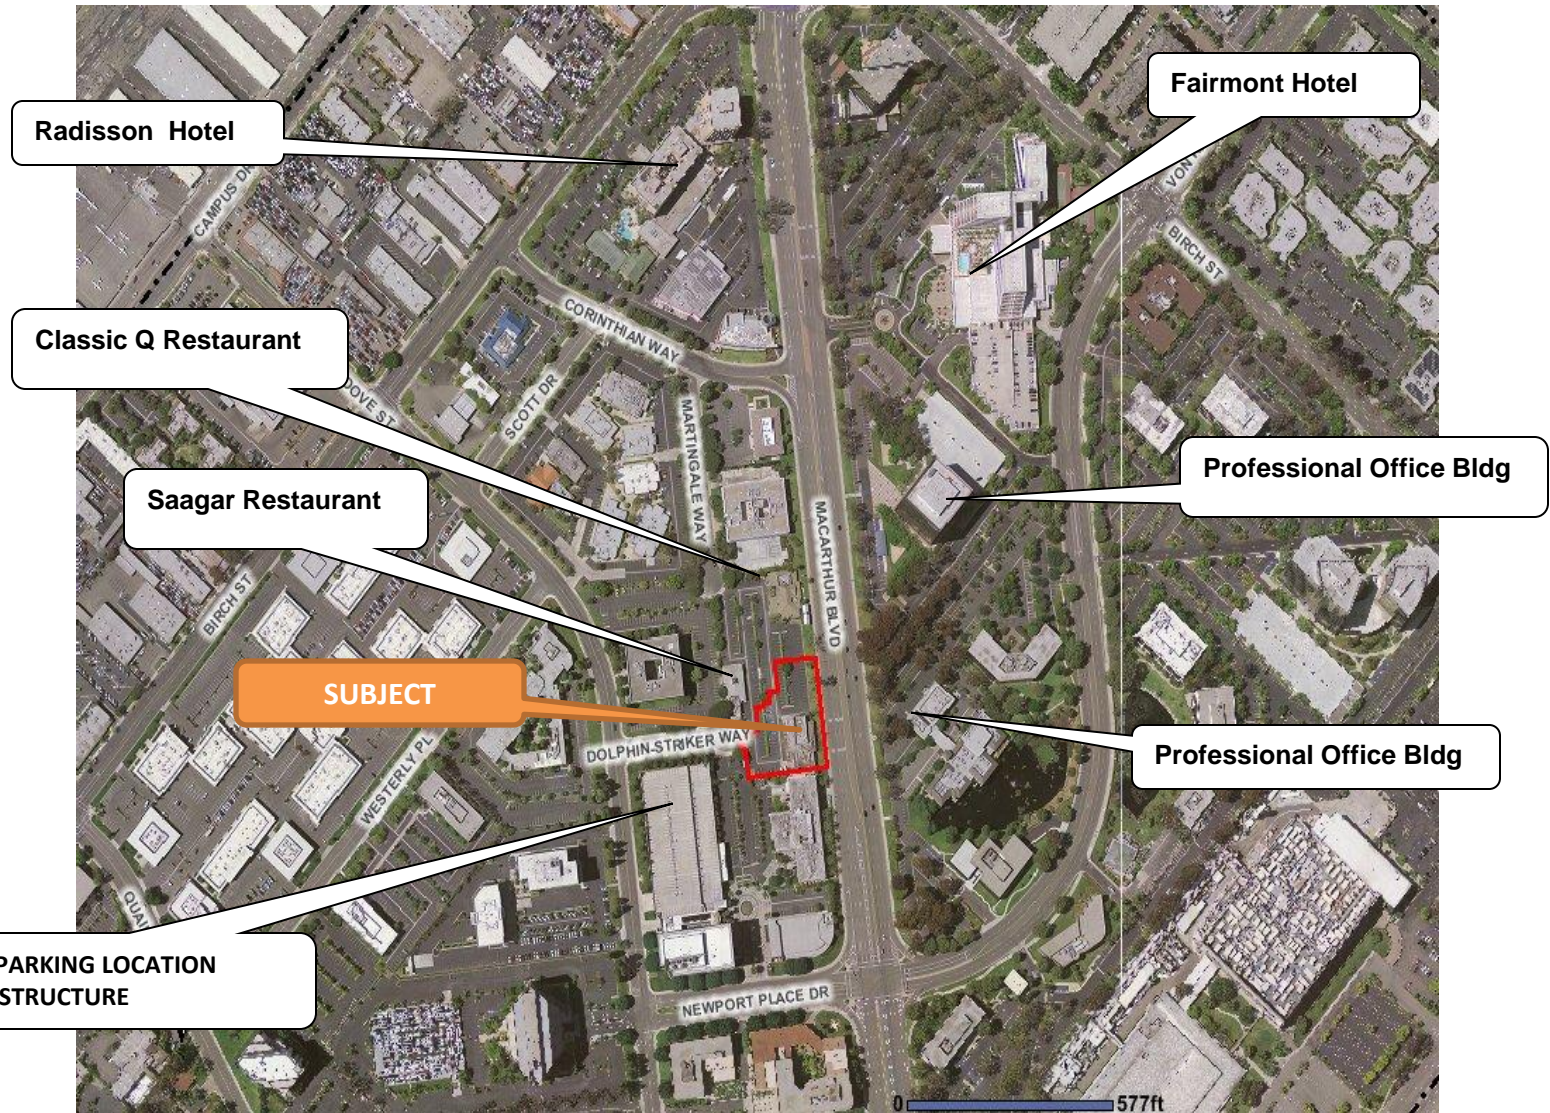 Fairmont Hotel
Radisson  Hotel
CAMPUS DR
VON
BIRCH ST
CORINTHIAN WAY
Classic Q Restaurant
DOVE ST
SCOTT DR
MARTINGALE WAY
Professional Office Bldg
Saagar Restaurant
MACARTHUR BLVD
BIRCH ST
SUBJECT
DOLPHIN-STRIKER WAY
Professional Office Bldg
WESTERLY PL
PARKING LOCATION
STRUCTURE
NEWPORT PLACE DR
0 577ft